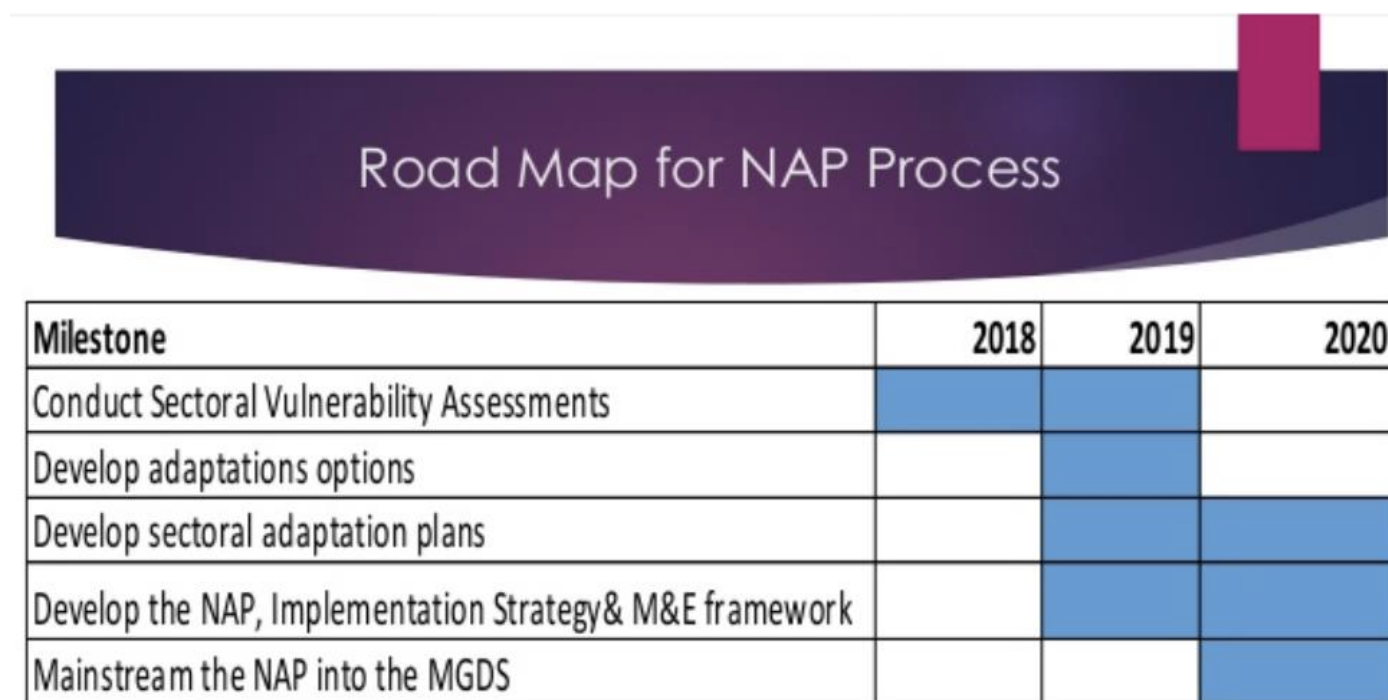 Road Map for NAP Process
Milestone 2018 2019 2020
Conduct Sectoral Vulnerability Assessments
Develop adaptations options
Develop sectoral adaptation plans
Develop the NAP, Implementation Strategy& M&E framework
Mainstream the NAP into the MGDS